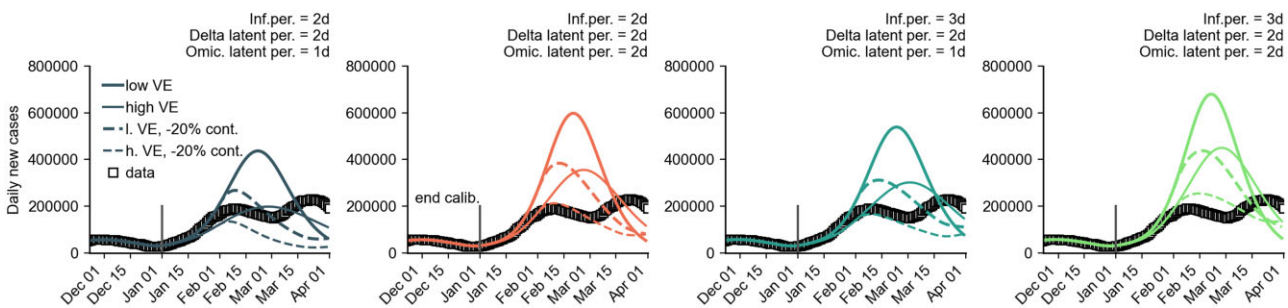 Inf.per. = 2d
Delta latent per. = 2d
Omic. latent per. = 1d
Inf.per. = 2d
Delta latent per. = 2d
Omic. latent per. = 2d
Inf.per. = 3d
Delta latent per. = 2d
Omic. latent per. = 1d
Inf.per. = 3d
Delta latent per. = 2d
Omic. latent per. = 2d
Daily new cases
800000
600000
400000
200000
0
low VE
high VE
l. VE, -20% cont.
h. VE, -20% cont.
data
Dec 01
Dec 15
Jan 01
Jan 15
Feb 01
Feb 15
Mar 01
Mar 15
Apr 01
800000
600000
400000
200000
0
end calib.
Dec 01
Dec 15
Jan 01
Jan 15
Feb 01
Feb 15
Mar 01
Mar 15
Apr 01
800000
600000
400000
200000
0
Dec 01
Dec 15
Jan 01
Jan 15
Feb 01
Feb 15
Mar 01
Mar 15
Apr 01
800000
600000
400000
200000
0
Dec 01
Dec 15
Jan 01
Jan 15
Feb 01
Feb 15
Mar 01
Mar 15
Apr 01